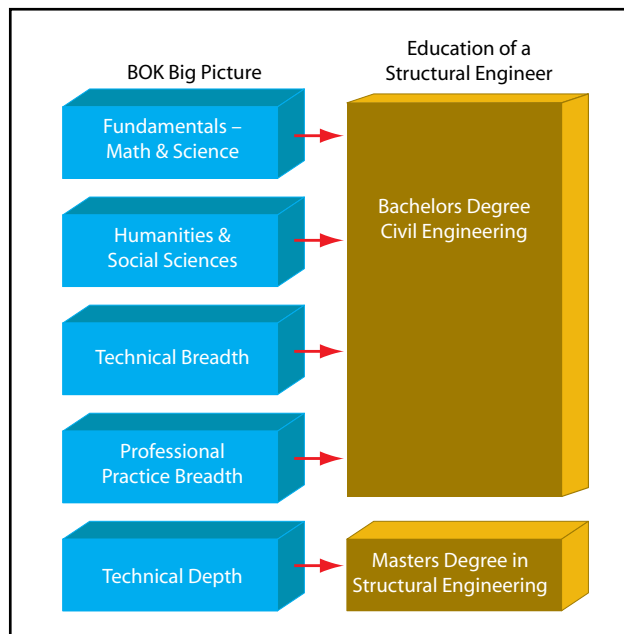 BOK Big Picture
Education of a
Structural Engineer
Fundamentals –
Math & Science
Humanities &
Social Sciences
Technical Breadth
Professional
Practice Breadth
Technical Depth
Bachelors Degree
Civil Engineering
Masters Degree in
Structural Engineering